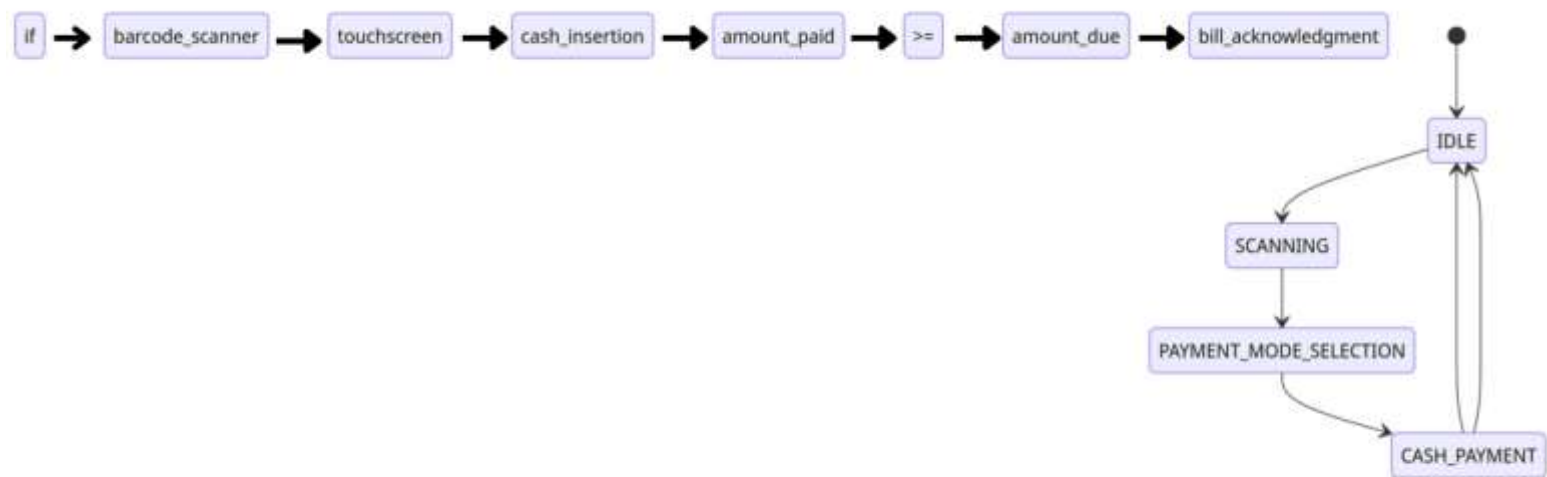 if barcode_scanner touchscreen cash_insertion amount_paid >= amount_due bill_acknowledgment
IDLE
SCANNING
PAYMENT_MODE_SELECTION
CASH_PAYMENT